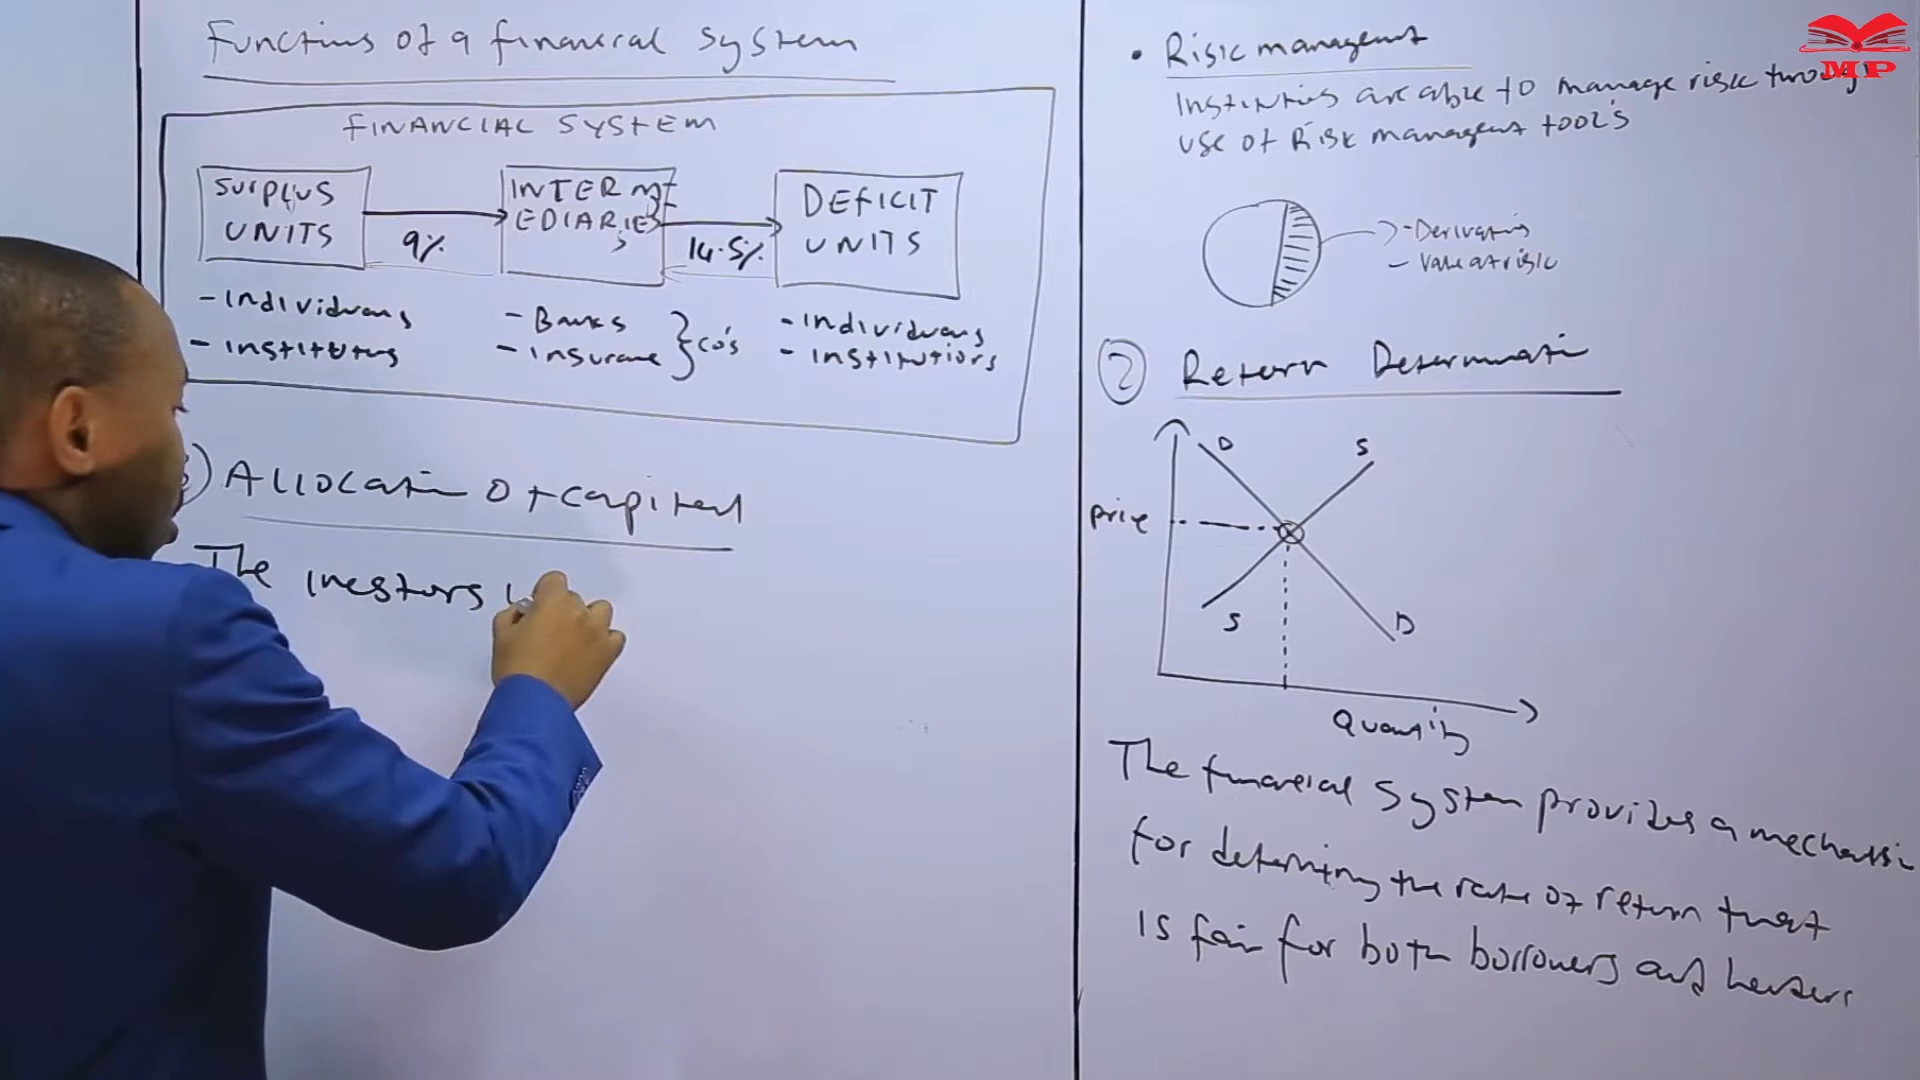 Functions of a financial system
FINANCIAL SYSTEM
SURPLUS
UNITS
9%
INTERM
EDIARIES
14.5%
DEFICIT
UNITS
- Individuals
- Institutions
- Banks
- Insurance
} co's
- Individuals
- Institutions
3) Allocation of capital
The inestors
• Risk management
Institutions are able to manage risk through
use of Risk management tools
- Derivatives
- Value at risk
2 Return Determination
D
S
Price
S
D
Quantity
The financial system provides a mechanism
for determining the rate of return that
is fair for both borrowers and lenders
MP